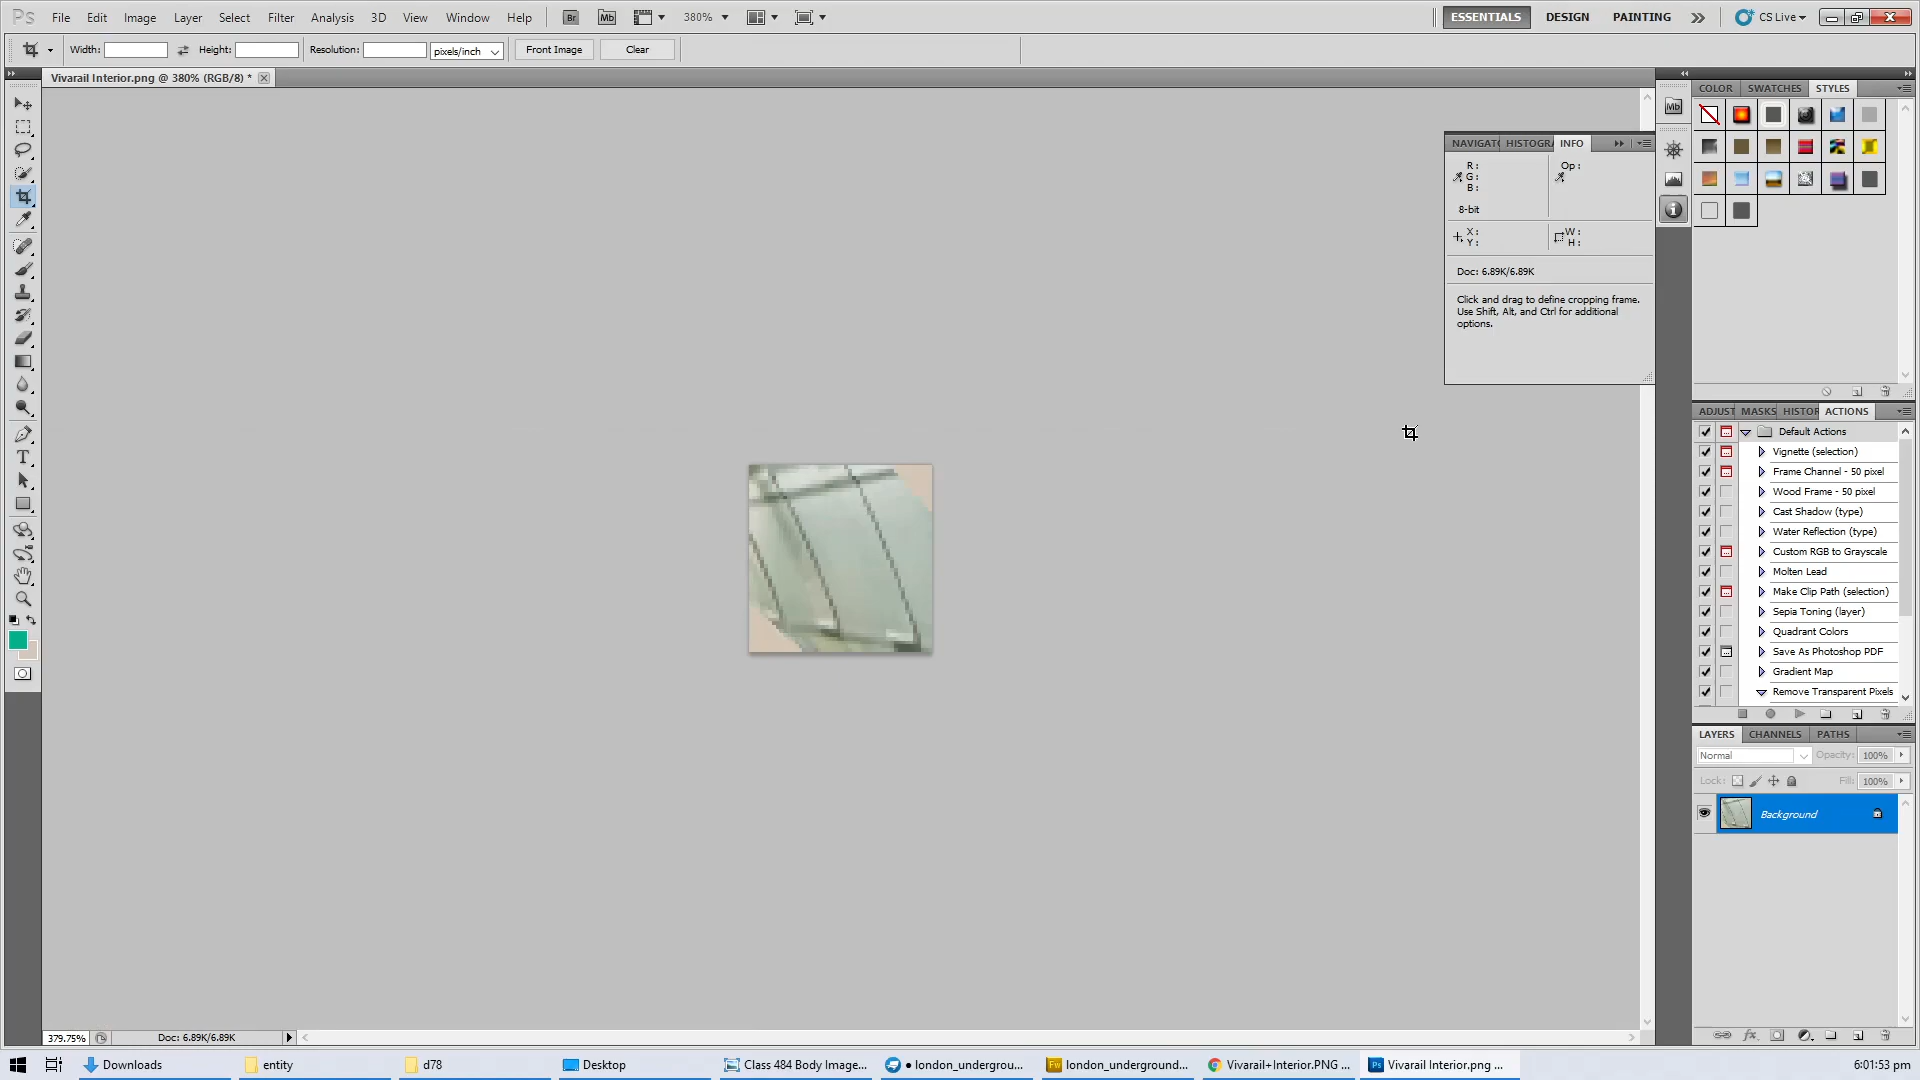 Ps File Edit Image Layer Select Filter Analysis 3D View Window Help Br Mb 380% ESSENTIALS DESIGN PAINTING CS Live
Width: Height: Resolution: pixels/inch Front Image Clear
Vivarail Interior.png @ 380% (RGB/8) *
Mb
COLOR SWATCHES STYLES
NAVIGAT HISTOGRA INFO
R: Op:
G:
B:
8-bit
X: W:
Y: H:
Doc: 6.89K/6.89K
Click and drag to define cropping frame.
Use Shift, Alt, and Ctrl for additional
options.
ADJUST MASKS HISTOR ACTIONS
Default Actions
Vignette (selection)
Frame Channel - 50 pixel
Wood Frame - 50 pixel
Cast Shadow (type)
Water Reflection (type)
Custom RGB to Grayscale
Molten Lead
Make Clip Path (selection)
Sepia Toning (layer)
Quadrant Colors
Save As Photoshop PDF
Gradient Map
Remove Transparent Pixels
LAYERS CHANNELS PATHS
Normal Opacity: 100%
Lock: Fill: 100%
Background
379.75% Doc: 6.89K/6.89K
Downloads entity d78 Desktop Class 484 Body Image... • london_undergrou... london_underground... Vivarail+Interior.PNG ... Vivarail Interior.png ... 6:01:53 pm